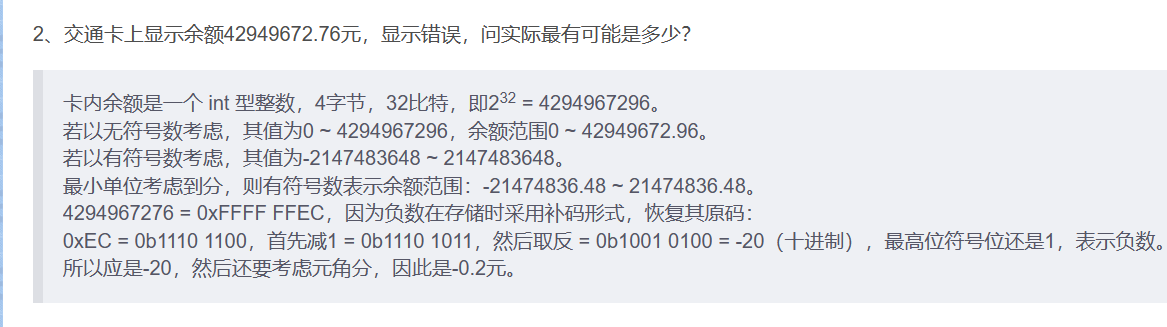 2、交通卡上显示余额42949672.76元，显示错误，问实际最有可能是多少？
卡内余额是一个 int 型整数，4字节，32比特，即2³² = 4294967296。
若以无符号数考虑，其值为0 ~ 4294967296，余额范围0 ~ 42949672.96。
若以有符号数考虑，其值为-2147483648 ~ 2147483648。
最小单位考虑到分，则有符号数表示余额范围：-21474836.48 ~ 21474836.48。
4294967276 = 0xFFFF FFEC，因为负数在存储时采用补码形式，恢复其原码：
0xEC = 0b1110 1100，首先减1 = 0b1110 1011，然后取反 = 0b1001 0100 = -20（十进制），最高位符号位还是1，表示负数。
所以应是-20，然后还要考虑元角分，因此是-0.2元。